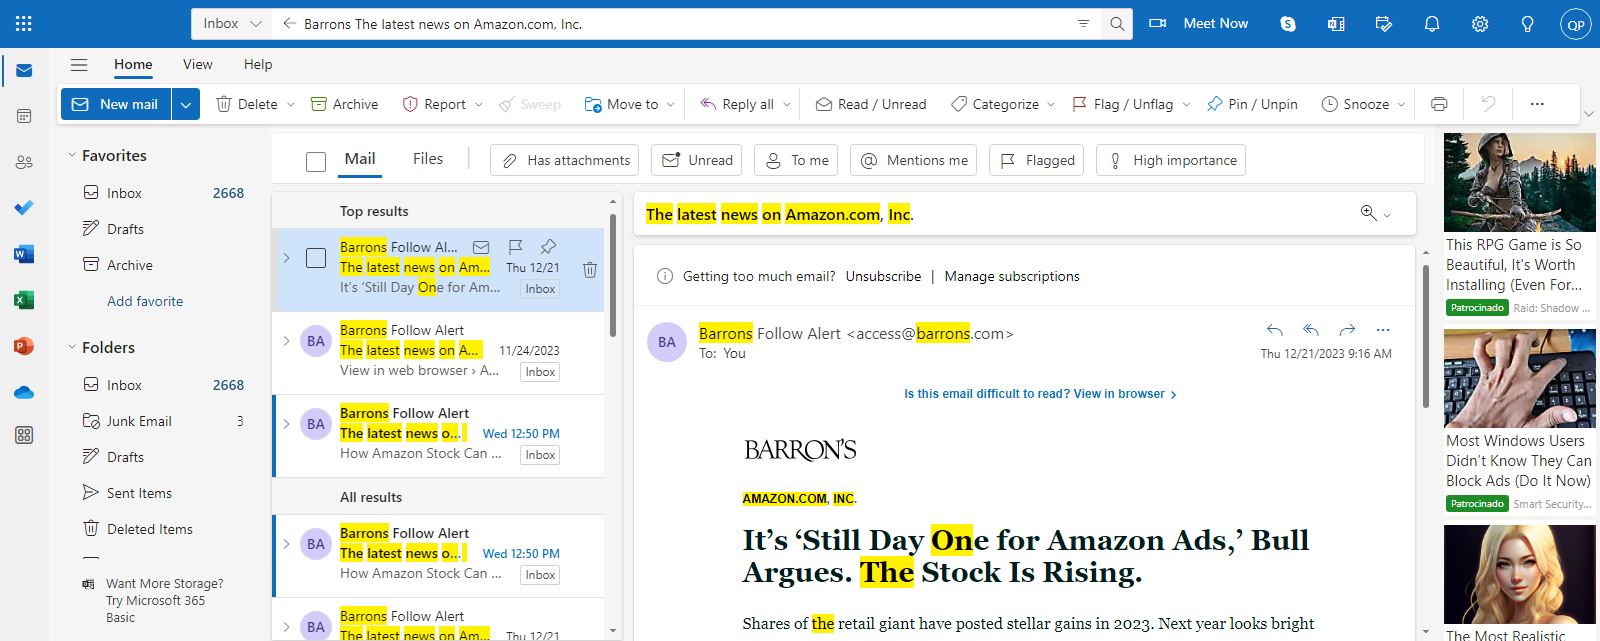 Inbox
Barrons The latest news on Amazon.com, Inc.
Meet Now
QP
Home
View
Help
New mail
Delete
Archive
Report
Sweep
Move to
Reply all
Read / Unread
Categorize
Flag / Unflag
Pin / Unpin
Snooze
Favorites
Inbox 2668
Drafts
Archive
Add favorite
Folders
Inbox 2668
Junk Email 3
Drafts
Sent Items
Deleted Items
Want More Storage?
Try Microsoft 365
Basic
Mail
Files
Has attachments
Unread
To me
Mentions me
Flagged
High importance
Top results
Barrons Follow Al...
The latest news on Am... Thu 12/21
It's ‘Still Day One for Am... Inbox
BA
Barrons Follow Alert
The latest news on A... 11/24/2023
View in web browser › A... Inbox
BA
Barrons Follow Alert
The latest news o... Wed 12:50 PM
How Amazon Stock Can ... Inbox
All results
BA
Barrons Follow Alert
The latest news o... Wed 12:50 PM
How Amazon Stock Can ... Inbox
BA
Barrons Follow Alert
The latest news on Am... Thu 12/21
The latest news on Amazon.com, Inc.
Getting too much email? Unsubscribe | Manage subscriptions
BA
Barrons Follow Alert <access@barrons.com>
To: You
Thu 12/21/2023 9:16 AM
Is this email difficult to read? View in browser ›
BARRON'S
AMAZON.COM, INC.
It’s ‘Still Day One for Amazon Ads,’ Bull
Argues. The Stock Is Rising.
Shares of the retail giant have posted stellar gains in 2023. Next year looks bright
This RPG Game is So
Beautiful, It's Worth
Installing (Even For...
Patrocinado Raid: Shadow ...
Most Windows Users
Didn’t Know They Can
Block Ads (Do It Now)
Patrocinado Smart Security...
The Most Realistic